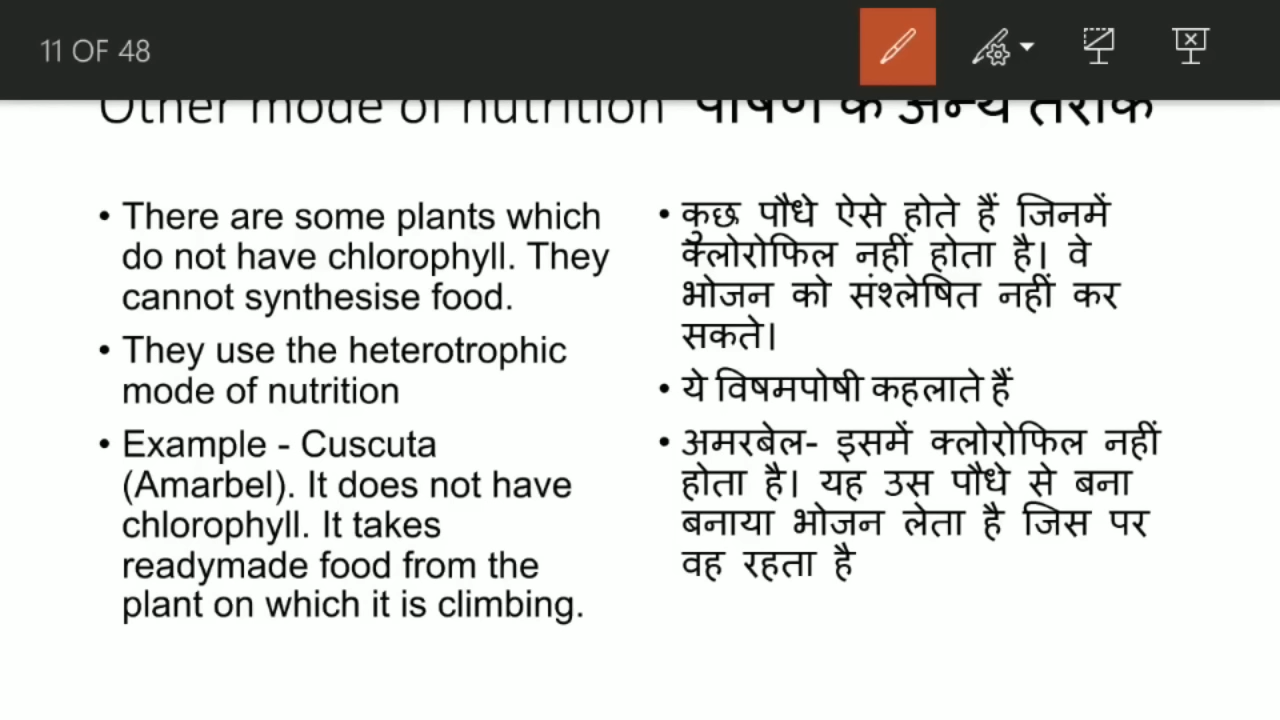 11 OF 48
Other mode of nutrition पोषण के अन्य तरीके
There are some plants which
do not have chlorophyll. They
cannot synthesise food.
They use the heterotrophic
mode of nutrition
Example - Cuscuta
(Amarbel). It does not have
chlorophyll. It takes
readymade food from the
plant on which it is climbing.
कुछ पौधे ऐसे होते हैं जिनमें
क्लोरोफिल नहीं होता है। वे
भोजन को संश्लेषित नहीं कर
सकते।
ये विषमपोषी कहलाते हैं
अमरबेल- इसमें क्लोरोफिल नहीं
होता है। यह उस पौधे से बना
बनाया भोजन लेता है जिस पर
वह रहता है